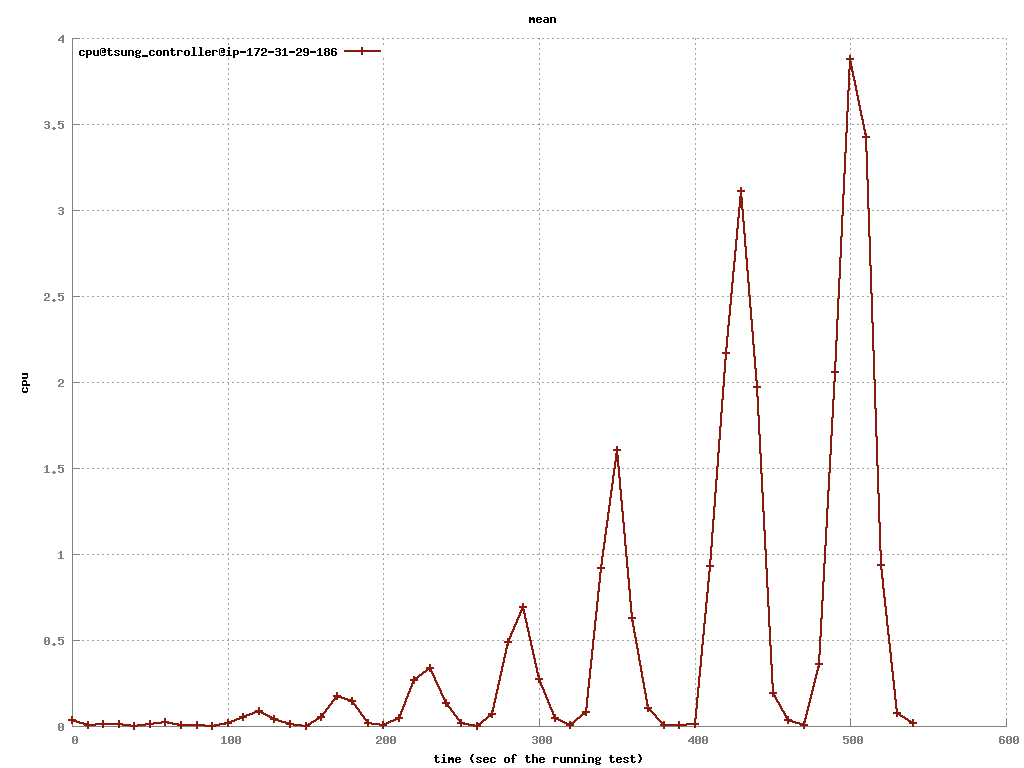 mean
cpu@tsung_controller@ip-172-31-29-186
4
3.5
3
2.5
2
1.5
1
0.5
0
cpu
0 100 200 300 400 500 600
time (sec of the running test)